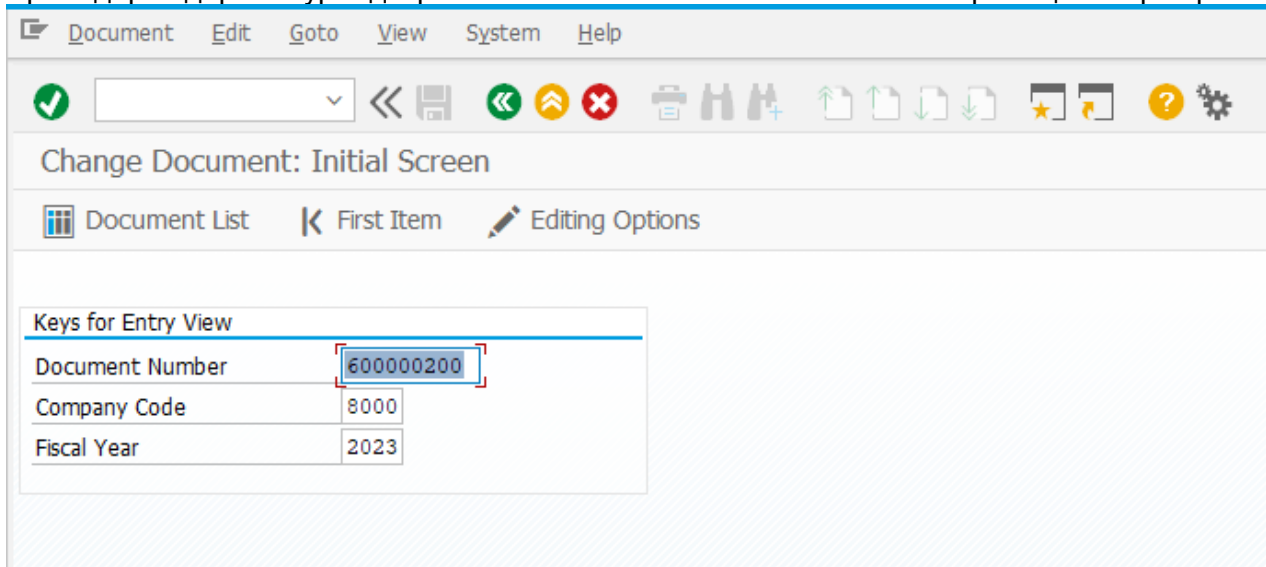 Document Edit Goto View System Help
Change Document: Initial Screen
Document List First Item Editing Options
Keys for Entry View
Document Number 600000200
Company Code 8000
Fiscal Year 2023